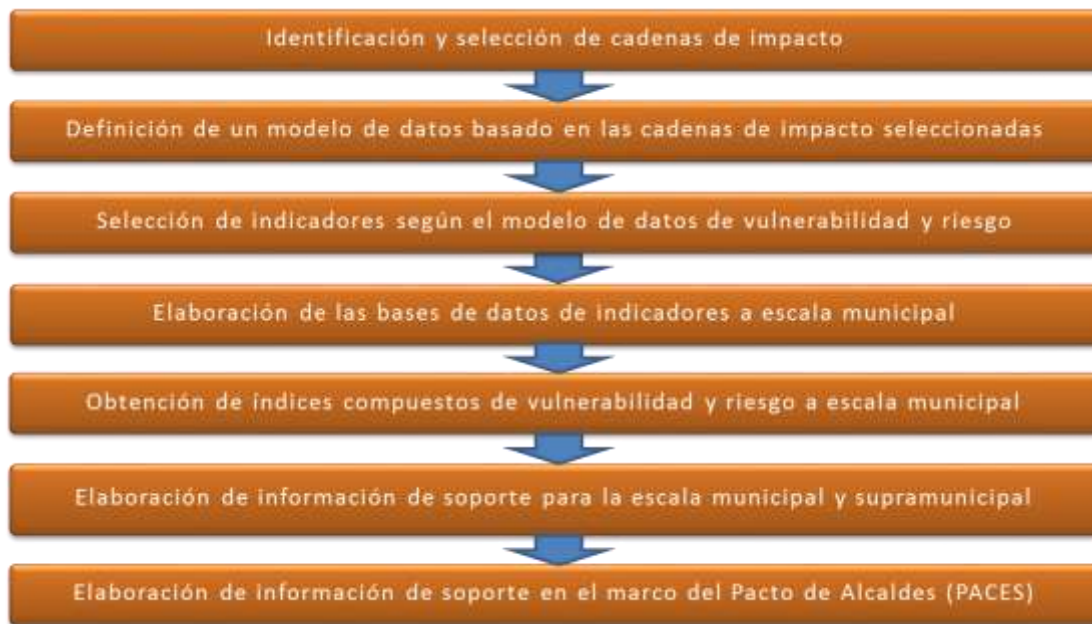 Identificación y selección de cadenas de impacto
Definición de un modelo de datos basado en las cadenas de impacto seleccionadas
Selección de indicadores según el modelo de datos de vulnerabilidad y riesgo
Elaboración de las bases de datos de indicadores a escala municipal
Obtención de índices compuestos de vulnerabilidad y riesgo a escala municipal
Elaboración de información de soporte para la escala municipal y supramunicipal
Elaboración de información de soporte en el marco del Pacto de Alcaldes (PACES)